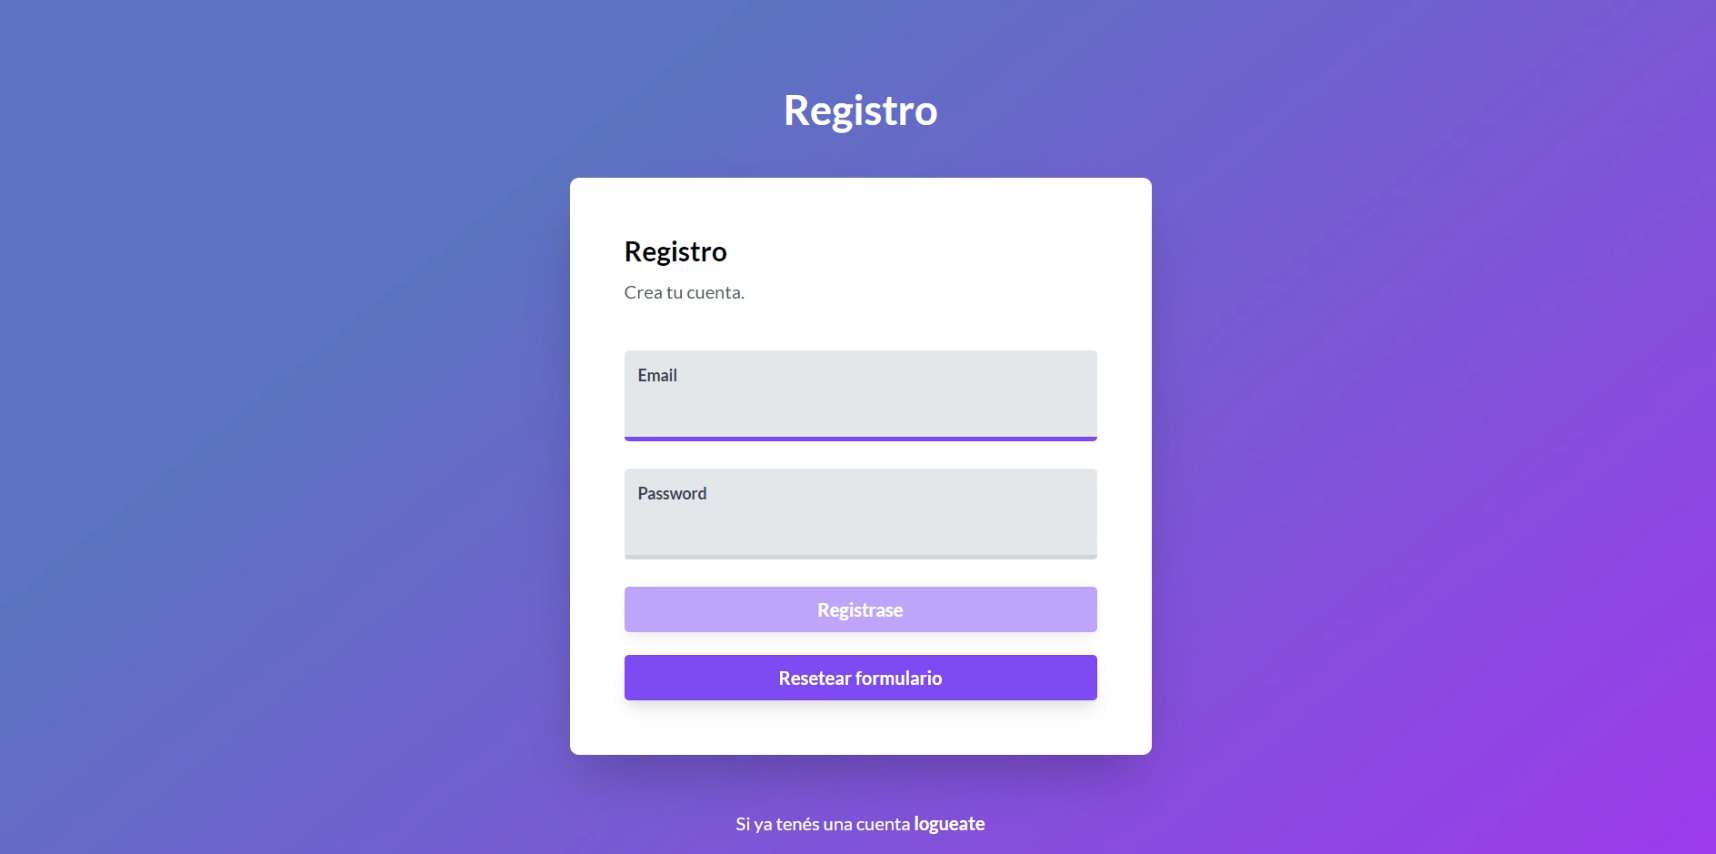 Registro
Registro
Crea tu cuenta.
Email
Password
Registrase
Resetear formulario
Si ya tenés una cuenta logueate